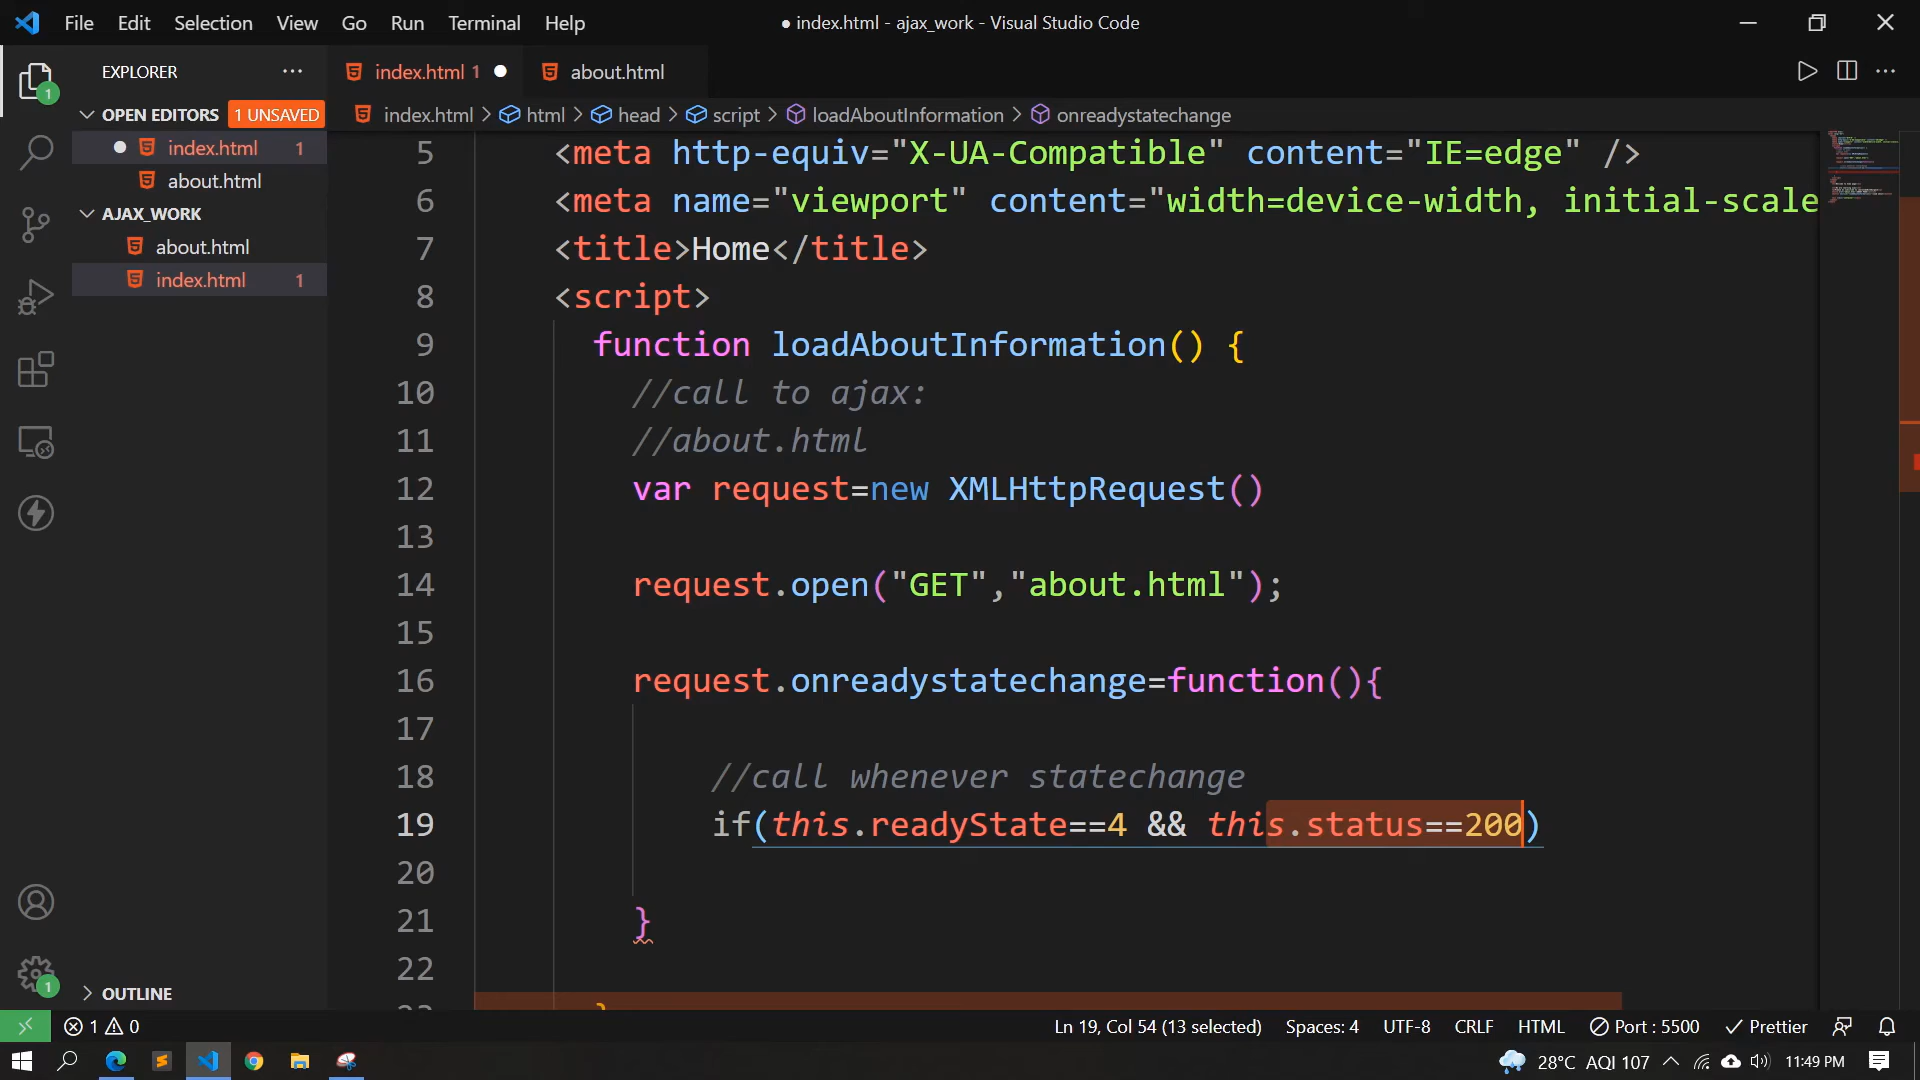 File Edit Selection View Go Run Terminal Help
● index.html - ajax_work - Visual Studio Code
EXPLORER
OPEN EDITORS 1 UNSAVED
index.html 1
about.html
AJAX_WORK
about.html
index.html 1
OUTLINE
index.html 1 about.html
index.html > html > head > script > loadAboutInformation > onreadystatechange
5 <meta http-equiv="X-UA-Compatible" content="IE=edge" />
6 <meta name="viewport" content="width=device-width, initial-scale
7 <title>Home</title>
8 <script>
9 function loadAboutInformation() {
10 //call to ajax:
11 //about.html
12 var request=new XMLHttpRequest()
13
14 request.open("GET","about.html");
15
16 request.onreadystatechange=function(){
17
18 //call whenever statechange
19 if(this.readyState==4 && this.status==200)
20
21 }
22
1
1
1 0
Ln 19, Col 54 (13 selected) Spaces: 4 UTF-8 CRLF HTML Port : 5500 Prettier
28°C AQI 107 11:49 PM